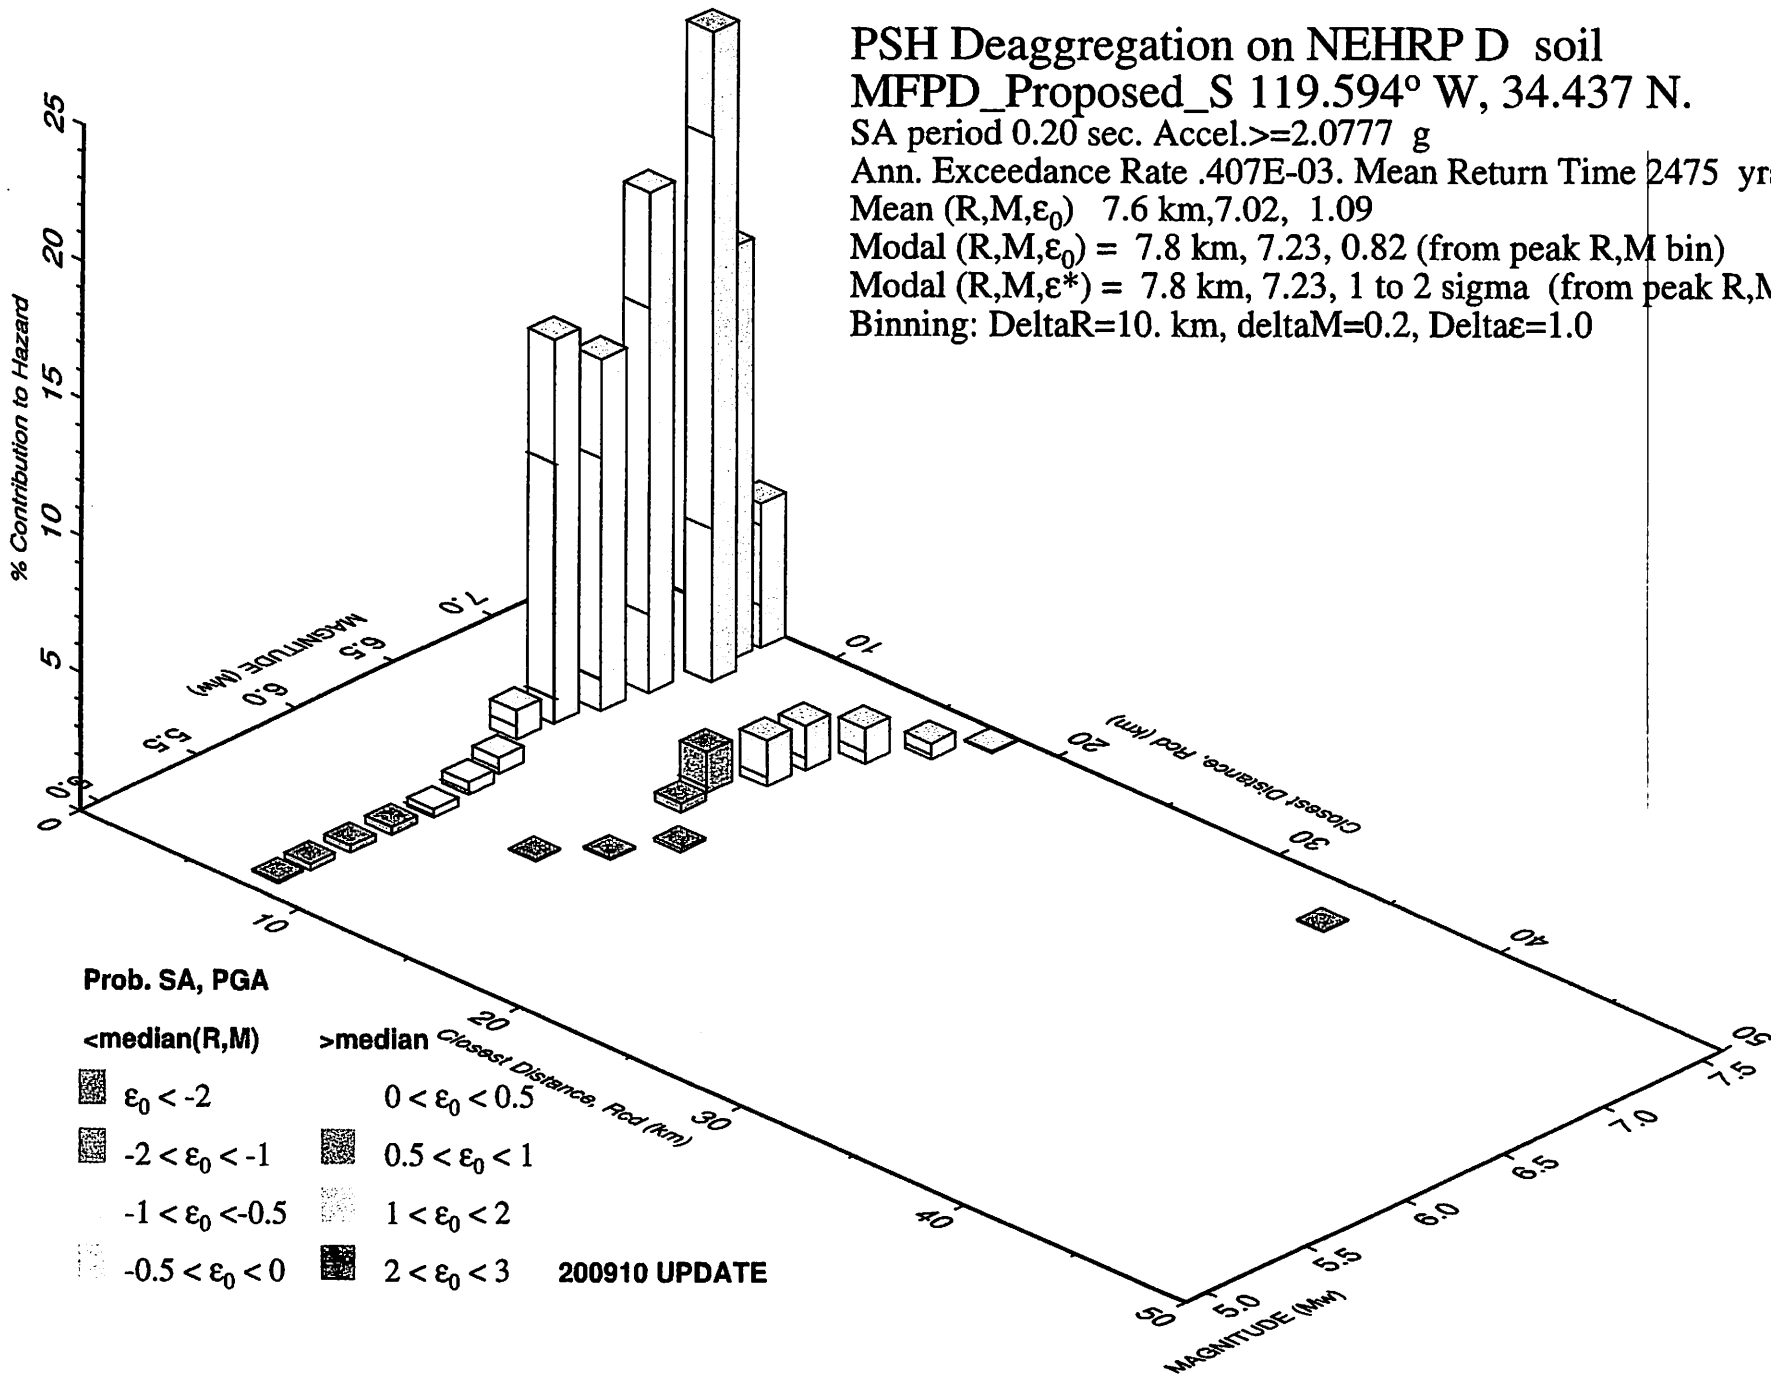 PSH Deaggregation on NEHRP D soil
MFPD_Proposed_S 119.594° W, 34.437 N.
SA period 0.20 sec. Accel.>=2.0777 g
Ann. Exceedance Rate .407E-03. Mean Return Time 2475 yrs
Mean (R,M,ε₀) 7.6 km,7.02, 1.09
Modal (R,M,ε₀) = 7.8 km, 7.23, 0.82 (from peak R,M bin)
Modal (R,M,ε*) = 7.8 km, 7.23, 1 to 2 sigma (from peak R,M
Binning: DeltaR=10. km, deltaM=0.2, Deltaε=1.0
% Contribution to Hazard
25
20
15
10
5
0
MAGNITUDE (Mw)
7.0
6.5
6.0
5.5
5.0
Closest Distance, Rcd (km)
10
20
30
40
50
10
20
30
40
50
Closest Distance, Rcd (km)
7.5
7.0
6.5
6.0
5.5
5.0
MAGNITUDE (Mw)
Prob. SA, PGA
<median(R,M) >median
ε₀ < -2 0 < ε₀ < 0.5
-2 < ε₀ < -1 0.5 < ε₀ < 1
-1 < ε₀ <-0.5 1 < ε₀ < 2
-0.5 < ε₀ < 0 2 < ε₀ < 3
200910 UPDATE